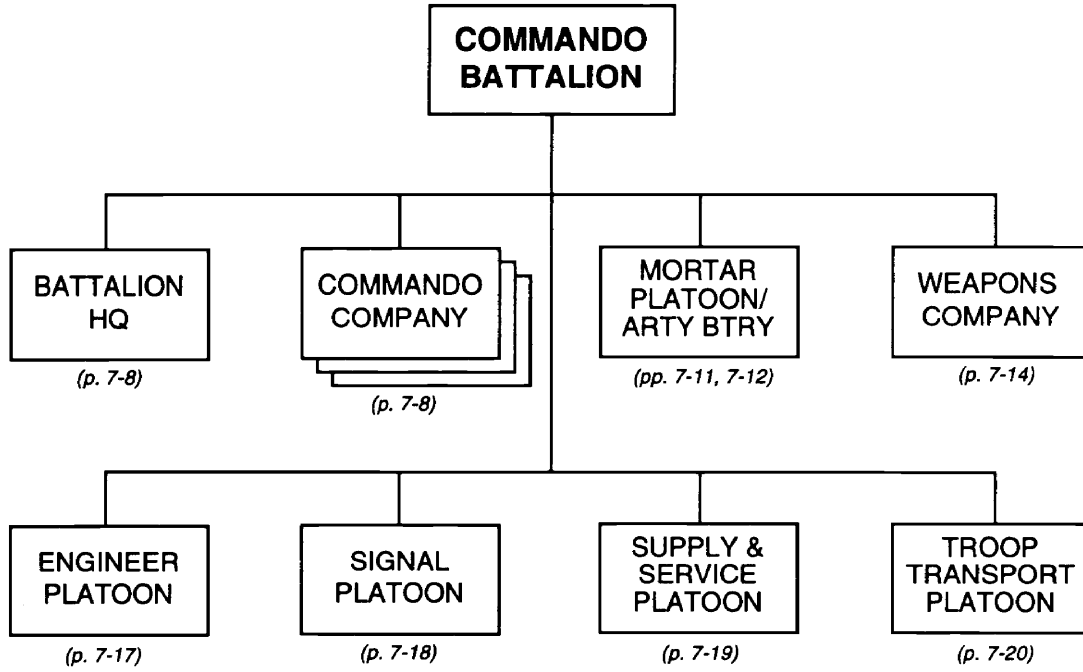 COMMANDO
BATTALION
BATTALION
HQ
(p. 7-8)
COMMANDO
COMPANY
(p. 7-8)
MORTAR
PLATOON/
ARTY BTRY
(pp. 7-11, 7-12)
WEAPONS
COMPANY
(p. 7-14)
ENGINEER
PLATOON
(p. 7-17)
SIGNAL
PLATOON
(p. 7-18)
SUPPLY &
SERVICE
PLATOON
(p. 7-19)
TROOP
TRANSPORT
PLATOON
(p. 7-20)